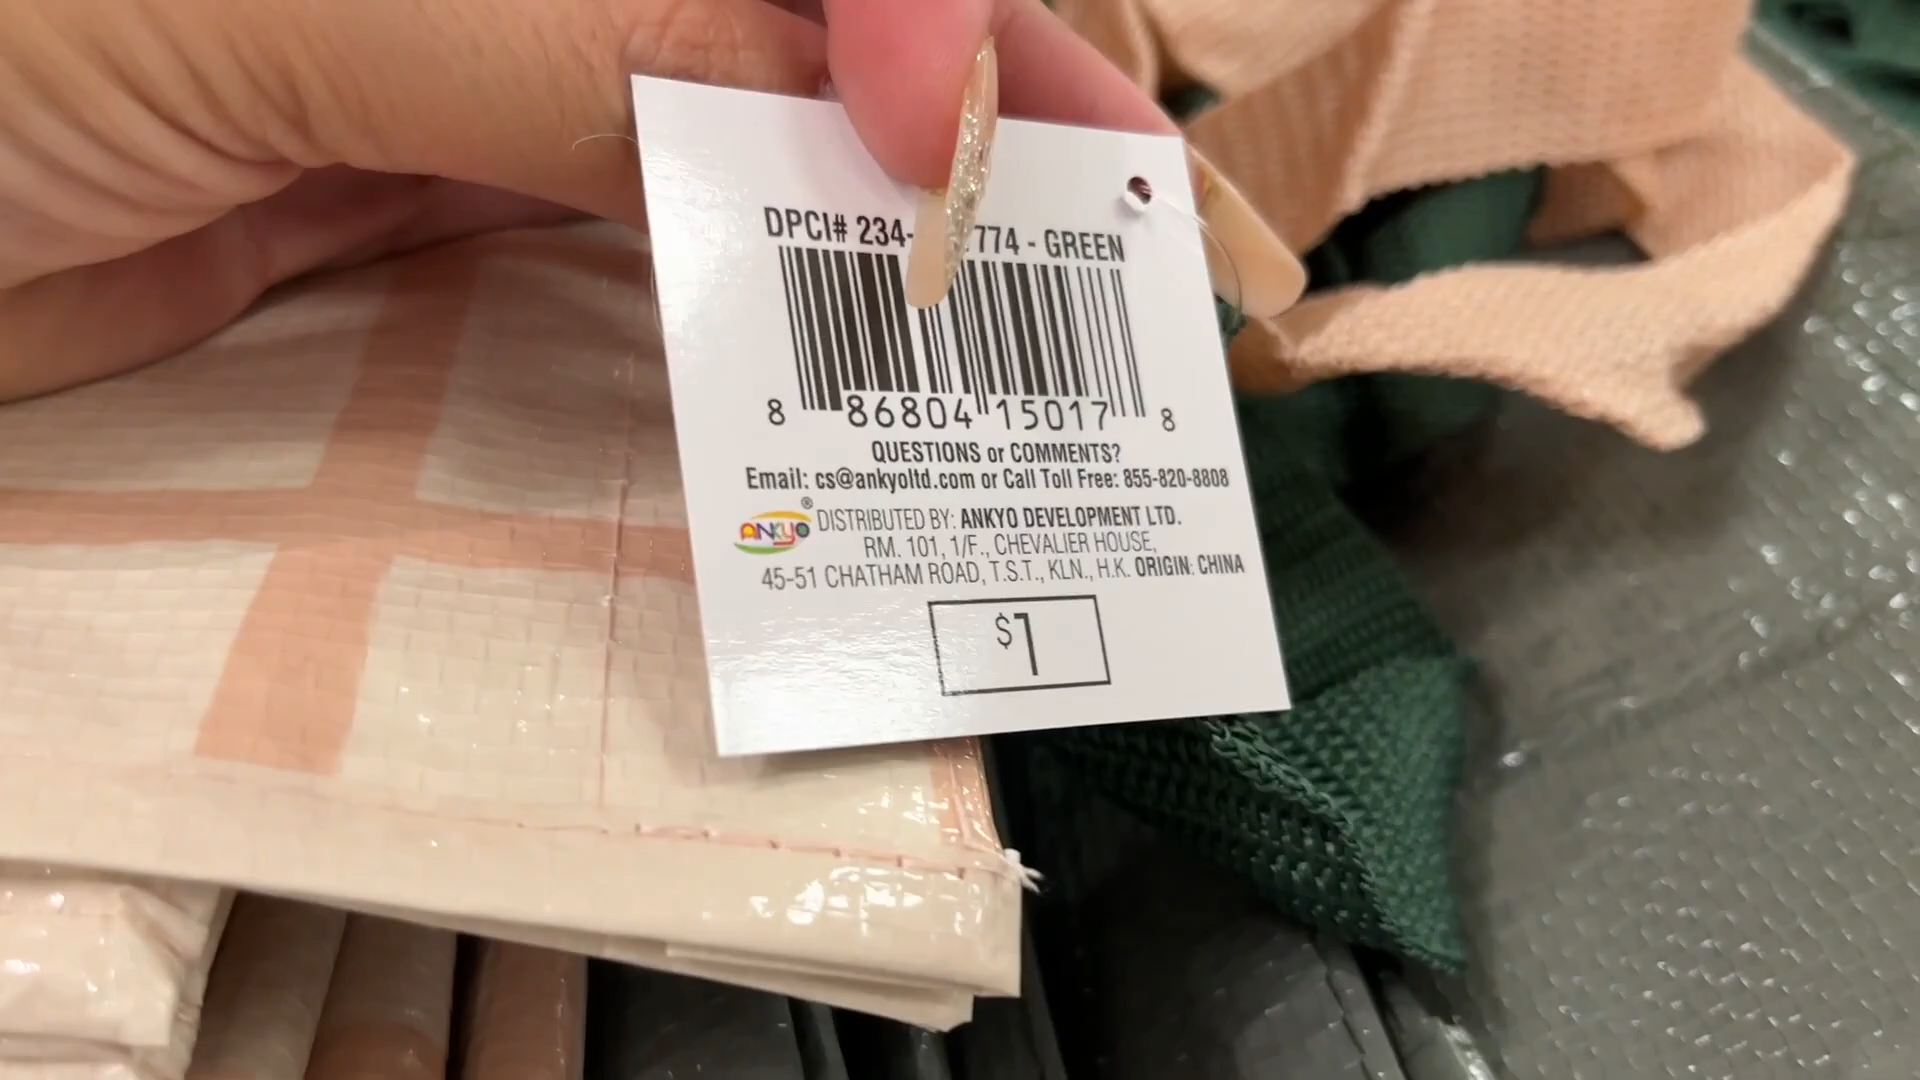 DPCI# 234- 774 - GREEN
8 86804 15017 8
QUESTIONS or COMMENTS?
Email: cs@ankyoltd.com or Call Toll Free: 855-820-8808
ANKYO ® DISTRIBUTED BY: ANKYO DEVELOPMENT LTD.
RM. 101, 1/F., CHEVALIER HOUSE,
45-51 CHATHAM ROAD, T.S.T., KLN., H.K. ORIGIN: CHINA
$1